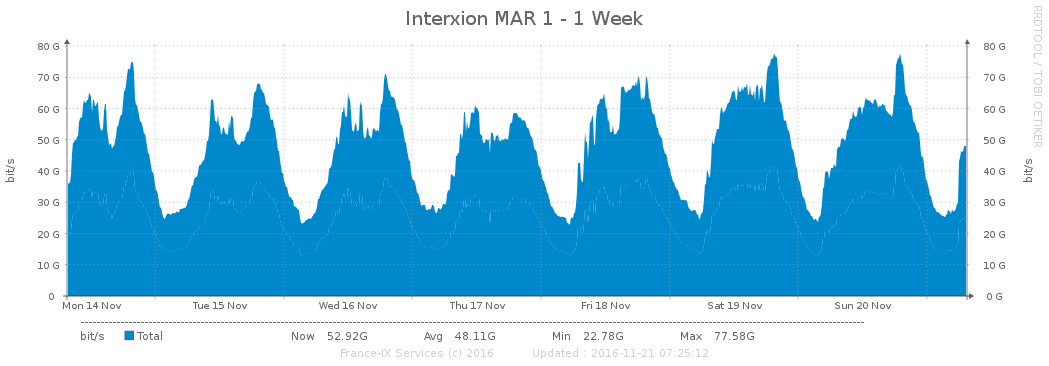 Interxion MAR 1 - 1 Week
RRDTOOL / TOBI OETIKER
80 G 80 G
70 G 70 G
60 G 60 G
50 G 50 G
40 G 40 G
30 G 30 G
20 G 20 G
10 G 10 G
0 0 G
bit/s
bit/s
Mon 14 Nov Tue 15 Nov Wed 16 Nov Thu 17 Nov Fri 18 Nov Sat 19 Nov Sun 20 Nov
bit/s Total Now 52.92G Avg 48.11G Min 22.78G Max 77.58G
France-IX Services (c) 2016 Updated : 2016-11-21 07:25:12